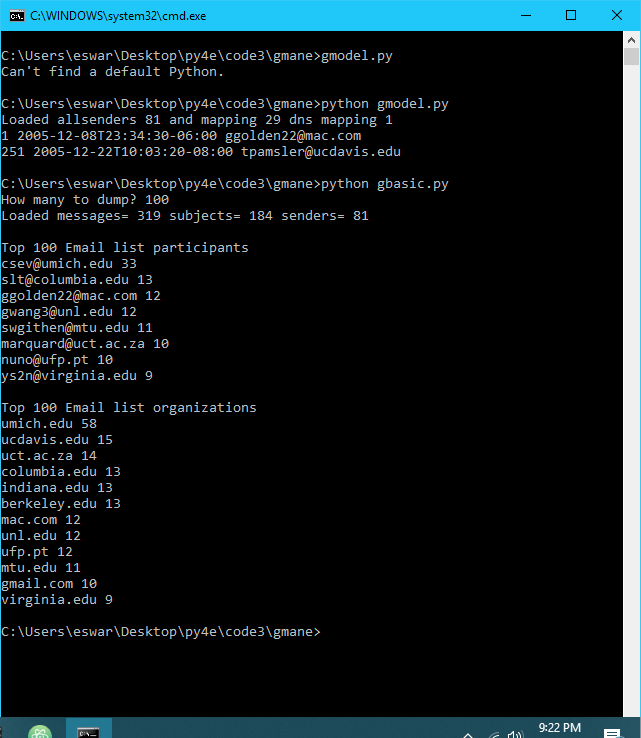 C:\WINDOWS\system32\cmd.exe
C:\Users\eswar\Desktop\py4e\code3\gmane>gmodel.py
Can't find a default Python.
C:\Users\eswar\Desktop\py4e\code3\gmane>python gmodel.py
Loaded allsenders 81 and mapping 29 dns mapping 1
1 2005-12-08T23:34:30-06:00 ggolden22@mac.com
251 2005-12-22T10:03:20-08:00 tpamsler@ucdavis.edu
C:\Users\eswar\Desktop\py4e\code3\gmane>python gbasic.py
How many to dump? 100
Loaded messages= 319 subjects= 184 senders= 81
Top 100 Email list participants
csev@umich.edu 33
slt@columbia.edu 13
ggolden22@mac.com 12
gwang3@unl.edu 12
swgithen@mtu.edu 11
marquard@uct.ac.za 10
nuno@ufp.pt 10
ys2n@virginia.edu 9
Top 100 Email list organizations
umich.edu 58
ucdavis.edu 15
uct.ac.za 14
columbia.edu 13
indiana.edu 13
berkeley.edu 13
mac.com 12
unl.edu 12
ufp.pt 12
mtu.edu 11
gmail.com 10
virginia.edu 9
C:\Users\eswar\Desktop\py4e\code3\gmane>
9:22 PM